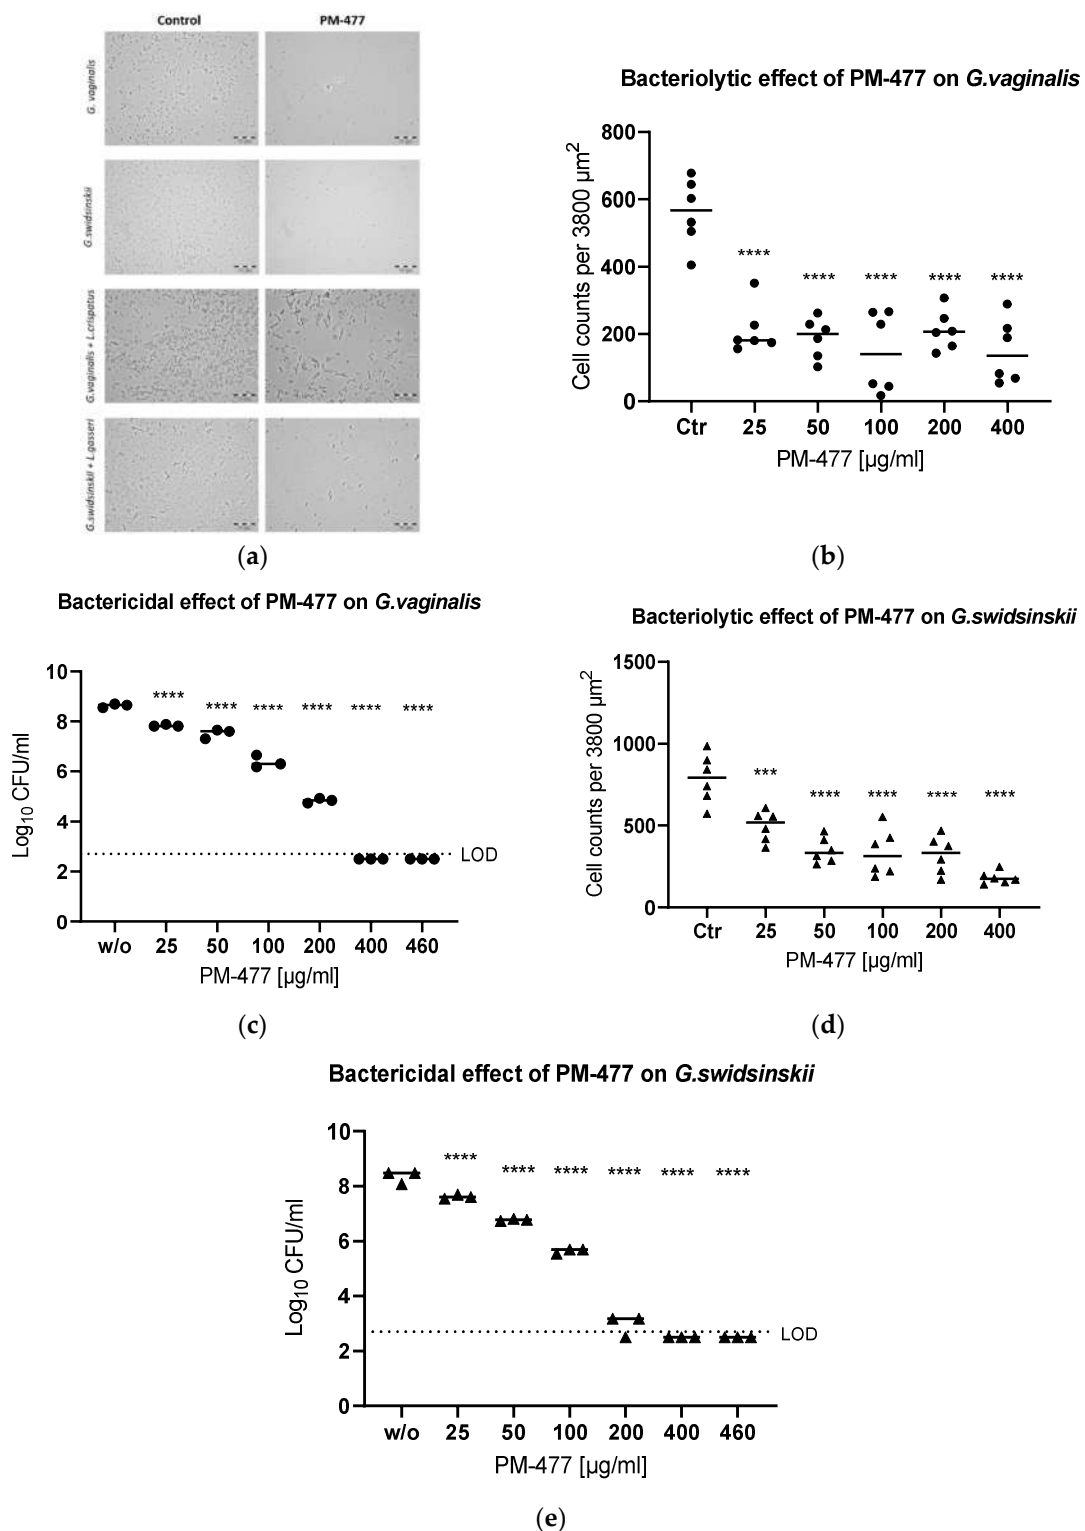 Control PM-477
G. vaginalis
G.swidsinskii
G.vaginalis + L.crispatus
G.swidsinskii + L.gasseri
(a)
Bacteriolytic effect of PM-477 on G.vaginalis
Cell counts per 3800 µm²
800
600
400
200
0
****
**** **** **** ****
Ctr 25 50 100 200 400
PM-477 [µg/ml]
(b)
Bactericidal effect of PM-477 on G.vaginalis
Log₁₀ CFU/ml
10
8
6
4
2
0
****
**** **** **** **** ****
LOD
w/o 25 50 100 200 400 460
PM-477 [µg/ml]
(c)
Bacteriolytic effect of PM-477 on G.swidsinskii
Cell counts per 3800 µm²
1500
1000
500
0
***
**** **** **** ****
Ctr 25 50 100 200 400
PM-477 [µg/ml]
(d)
Bactericidal effect of PM-477 on G.swidsinskii
Log₁₀ CFU/ml
10
8
6
4
2
0
****
**** **** **** **** ****
LOD
w/o 25 50 100 200 400 460
PM-477 [µg/ml]
(e)